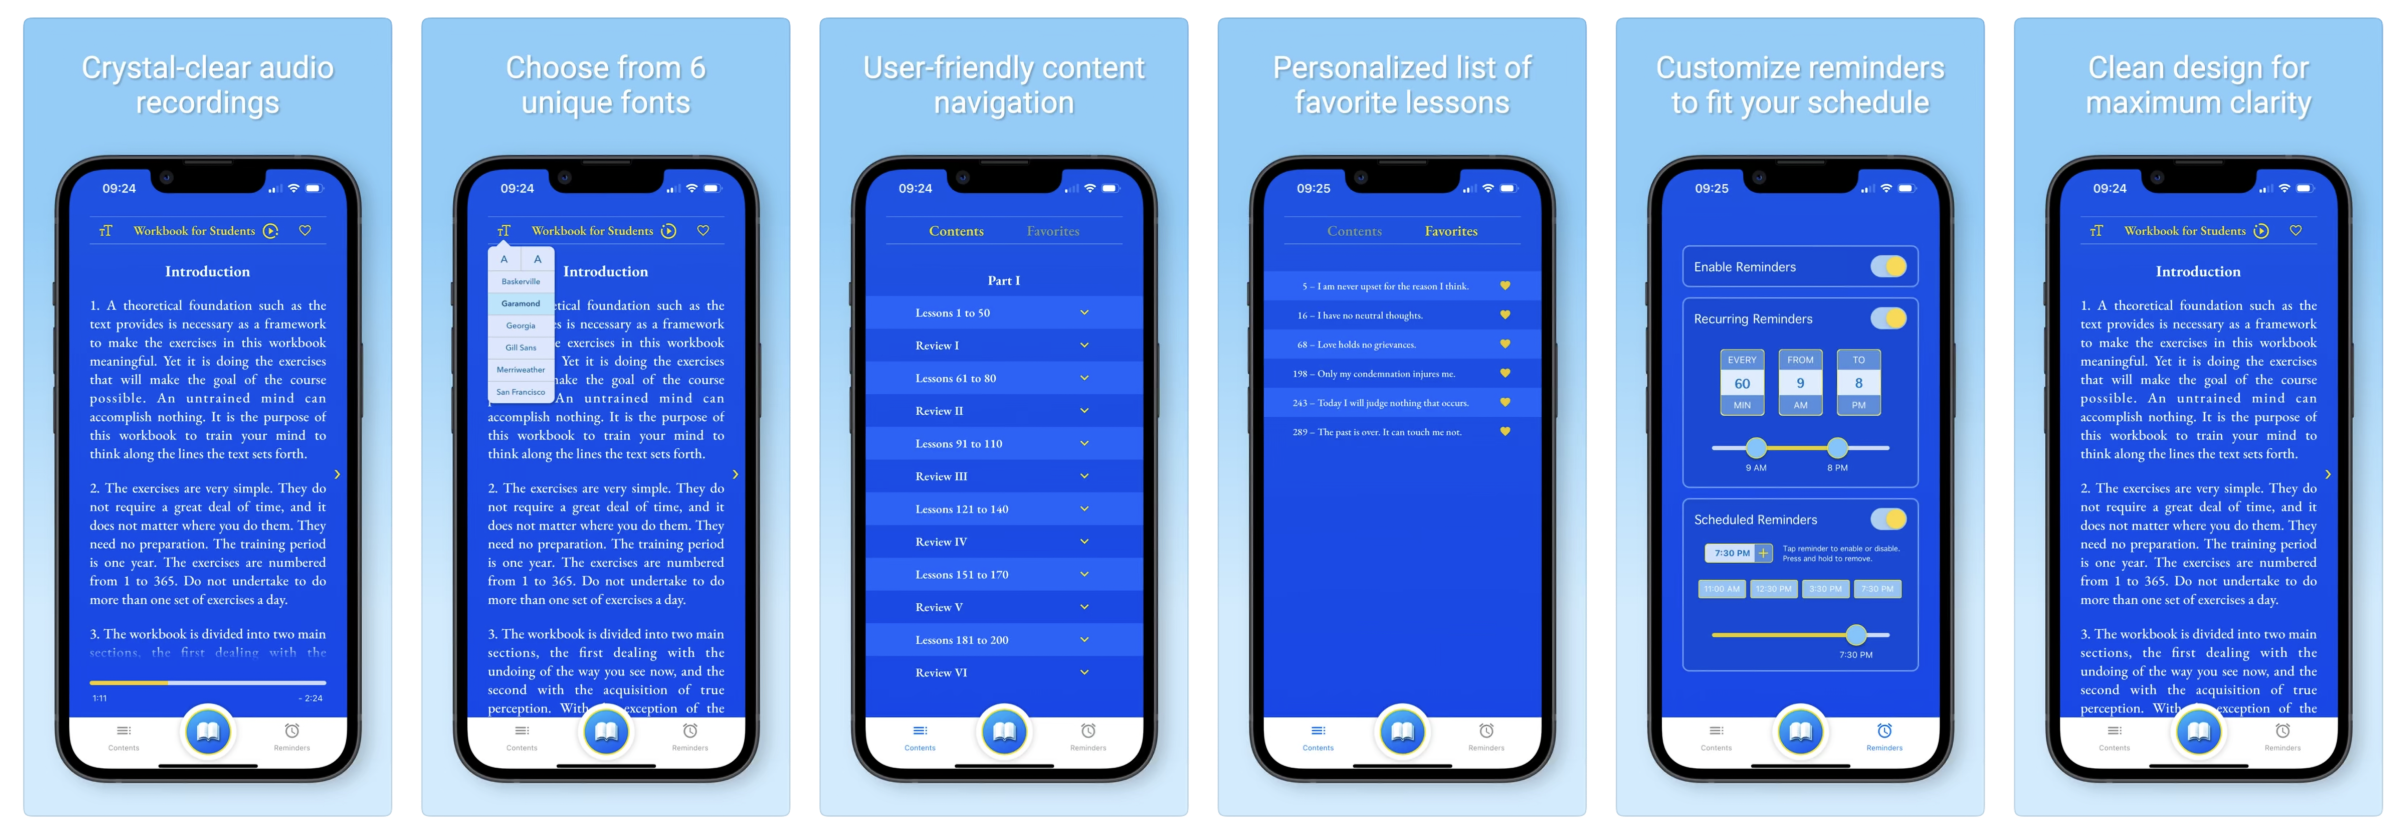 Crystal-clear audio
recordings
09:24
TT Workbook for Students
Introduction
1. A theoretical foundation such as the
text provides is necessary as a framework
to make the exercises in this workbook
meaningful. Yet it is doing the exercises
that will make the goal of the course
possible. An untrained mind can
accomplish nothing. It is the purpose of
this workbook to train your mind to
think along the lines the text sets forth.
2. The exercises are very simple. They do
not require a great deal of time, and it
does not matter where you do them. They
need no preparation. The training period
is one year. The exercises are numbered
from 1 to 365. Do not undertake to do
more than one set of exercises a day.
3. The workbook is divided into two main
sections, the first dealing with the
1:11 - 2:24
Contents Reminders
Choose from 6
unique fonts
09:24
TT Workbook for Students
A A
Baskerville
Garamond
Georgia
Gill Sans
Merriweather
San Francisco
Introduction
etical foundation such as the
s is necessary as a framework
e exercises in this workbook
Yet it is doing the exercises
make the goal of the course
An untrained mind can
accomplish nothing. It is the purpose of
this workbook to train your mind to
think along the lines the text sets forth.
2. The exercises are very simple. They do
not require a great deal of time, and it
does not matter where you do them. They
need no preparation. The training period
is one year. The exercises are numbered
from 1 to 365. Do not undertake to do
more than one set of exercises a day.
3. The workbook is divided into two main
sections, the first dealing with the
undoing of the way you see now, and the
second with the acquisition of true
perception. With exception of the
Contents Reminders
User-friendly content
navigation
09:24
Contents Favorites
Part I
Lessons 1 to 50
Review I
Lessons 61 to 80
Review II
Lessons 91 to 110
Review III
Lessons 121 to 140
Review IV
Lessons 151 to 170
Review V
Lessons 181 to 200
Review VI
Contents Reminders
Personalized list of
favorite lessons
09:25
Contents Favorites
5 – I am never upset for the reason I think.
16 – I have no neutral thoughts.
68 – Love holds no grievances.
198 – Only my condemnation injures me.
243 – Today I will judge nothing that occurs.
289 – The past is over. It can touch me not.
Contents Reminders
Customize reminders
to fit your schedule
09:25
Enable Reminders
Recurring Reminders
EVERY FROM TO
60 9 8
MIN AM PM
9 AM 8 PM
Scheduled Reminders
7:30 PM + Tap reminder to enable or disable.
Press and hold to remove.
11:00 AM 12:30 PM 3:30 PM 7:30 PM
7:30 PM
Contents Reminders
Clean design for
maximum clarity
09:24
TT Workbook for Students
Introduction
1. A theoretical foundation such as the
text provides is necessary as a framework
to make the exercises in this workbook
meaningful. Yet it is doing the exercises
that will make the goal of the course
possible. An untrained mind can
accomplish nothing. It is the purpose of
this workbook to train your mind to
think along the lines the text sets forth.
2. The exercises are very simple. They do
not require a great deal of time, and it
does not matter where you do them. They
need no preparation. The training period
is one year. The exercises are numbered
from 1 to 365. Do not undertake to do
more than one set of exercises a day.
3. The workbook is divided into two main
sections, the first dealing with the
undoing of the way you see now, and the
second with the acquisition of true
perception. With exception of the
Contents Reminders